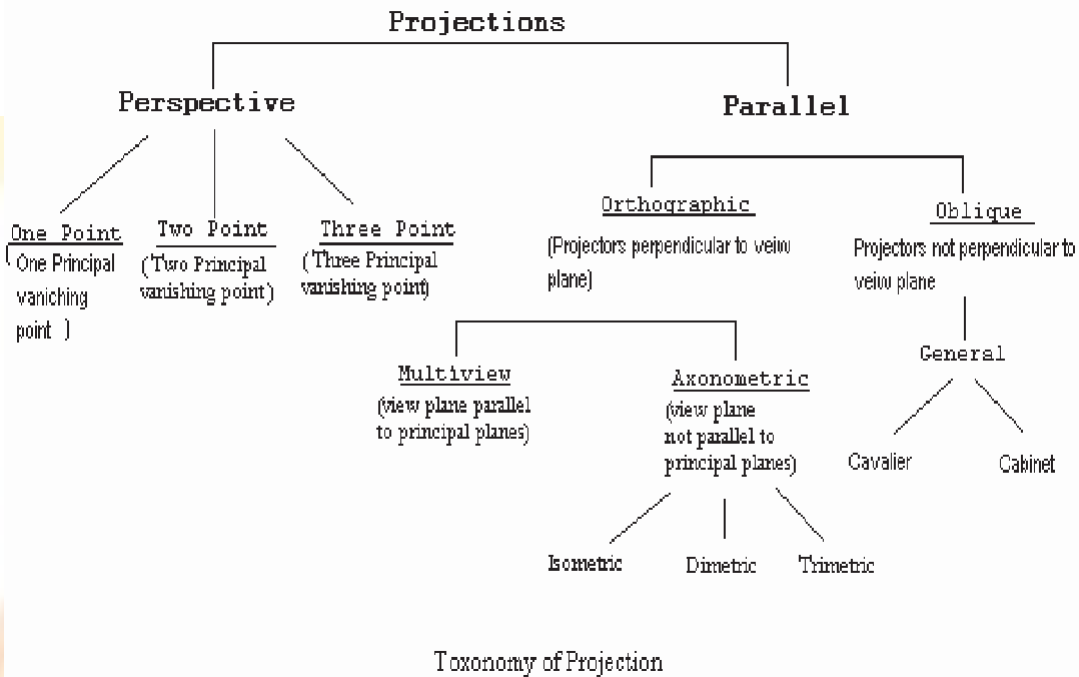 Projections
Perspective
Parallel
One Point
( One Principal
vaniching
point )
Two Point
( Two Principal
vanishing point )
Three Point
( Three Principal
vanishing point)
Orthographic
(Projectors perpendicular to veiw
plane)
Oblique
Projectors not perpendicular to
veiw plane
Multiview
(view plane parallel
to principal planes)
Axonometric
(view plane
not parallel to
principal planes)
General
Cavalier
Cabinet
Isometric
Dimetric
Trimetric
Toxonomy of Projection